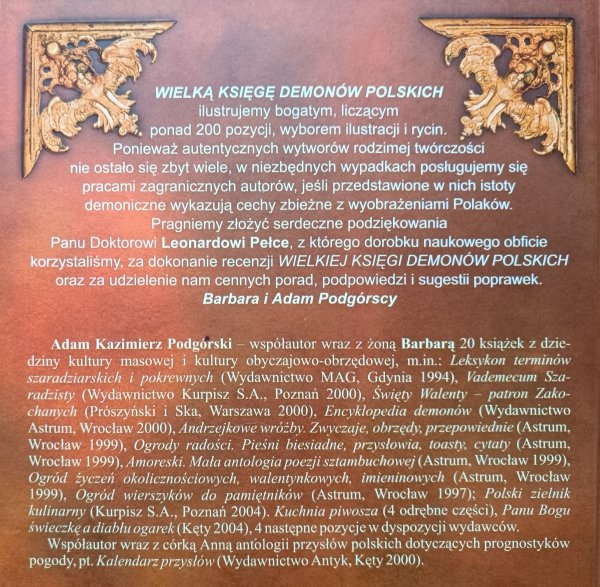 WIELKĄ KSIĘGĘ DEMONÓW POLSKICH
ilustrujemy bogatym, liczącym
ponad 200 pozycji, wyborem ilustracji i rycin.
Ponieważ autentycznych wytworów rodzimej twórczości
nie ostało się zbyt wiele, w niezbędnych wypadkach posługujemy się
pracami zagranicznych autorów, jeśli przedstawione w nich istoty
demoniczne wykazują cechy zbieżne z wyobrażeniami Polaków.
Pragniemy złożyć serdeczne podziękowania
Panu Doktorowi Leonardowi Pełce, z którego dorobku naukowego obficie
korzystaliśmy, za dokonanie recenzji WIELKIEJ KSIĘGI DEMONÓW POLSKICH
oraz za udzielenie nam cennych porad, podpowiedzi i sugestii poprawek.
Barbara i Adam Podgórscy
Adam Kazimierz Podgórski – współautor wraz z żoną Barbarą 20 książek z dzie-
dziny kultury masowej i kultury obyczajowo-obrzędowej, m.in.: Leksykon terminów
szaradziarskich i pokrewnych (Wydawnictwo MAG, Gdynia 1994), Vademecum Sza-
radzisty (Wydawnictwo Kurpisz S.A., Poznań 2000), Święty Walenty – patron Zako-
chanych (Prószyński i Ska, Warszawa 2000), Encyklopedia demonów (Wydawnictwo
Astrum, Wrocław 2000), Andrzejkowe wróżby. Zwyczaje, obrzędy, przepowiednie (Astrum,
Wrocław 1999), Ogrody radości. Pieśni biesiadne, przysłowia, toasty, cytaty (Astrum,
Wrocław 1999), Amoreski. Mała antologia poezji sztambuchowej (Astrum, Wrocław 1999),
Ogród życzeń okolicznościowych, walentynkowych, imieninowych (Astrum, Wrocław
1999), Ogród wierszyków do pamiętników (Astrum, Wrocław 1997); Polski zielnik
kulinarny (Kurpisz S.A., Poznań 2004). Kuchnia piwosza (4 odrębne części), Panu Bogu
świeczkę a diabłu ogarek (Kęty 2004), 4 następne pozycje w dyspozycji wydawców.
Współautor wraz z córką Anną antologii przysłów polskich dotyczących prognostyków
pogody, pt. Kalendarz przysłów (Wydawnictwo Antyk, Kęty 2000).